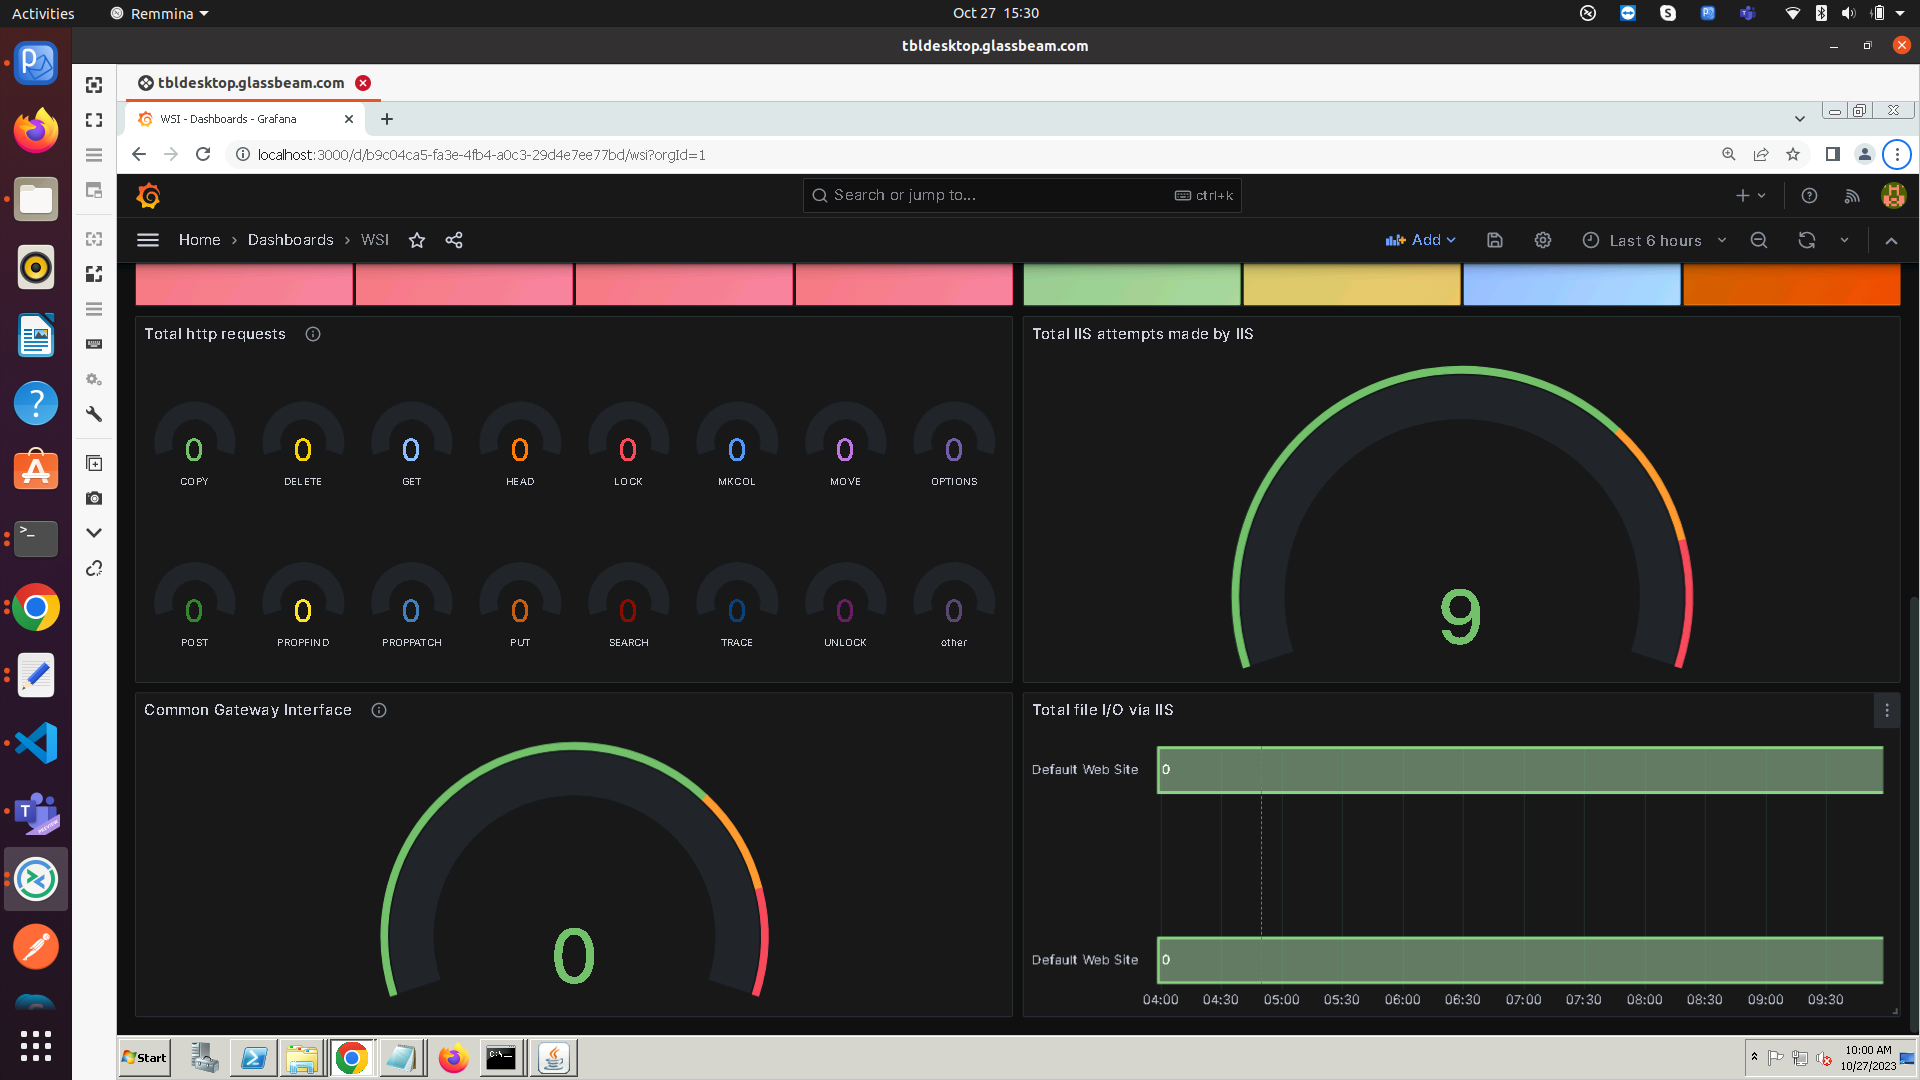 Activities
Remmina
Oct 27 15:30
tbldesktop.glassbeam.com
tbldesktop.glassbeam.com
WSI - Dashboards - Grafana
localhost:3000/d/b9c04ca5-fa3e-4fb4-a0c3-29d4e7ee77bd/wsi?orgId=1
Search or jump to...
ctrl+k
Home › Dashboards › WSI
Add
Last 6 hours
Total http requests
0 0 0 0 0 0 0 0
COPY DELETE GET HEAD LOCK MKCOL MOVE OPTIONS
0 0 0 0 0 0 0 0
POST PROPFIND PROPPATCH PUT SEARCH TRACE UNLOCK other
Total IIS attempts made by IIS
9
Common Gateway Interface
0
Total file I/O via IIS
Default Web Site 0
Default Web Site 0
04:00 04:30 05:00 05:30 06:00 06:30 07:00 07:30 08:00 08:30 09:00 09:30
Start
10:00 AM
10/27/2023